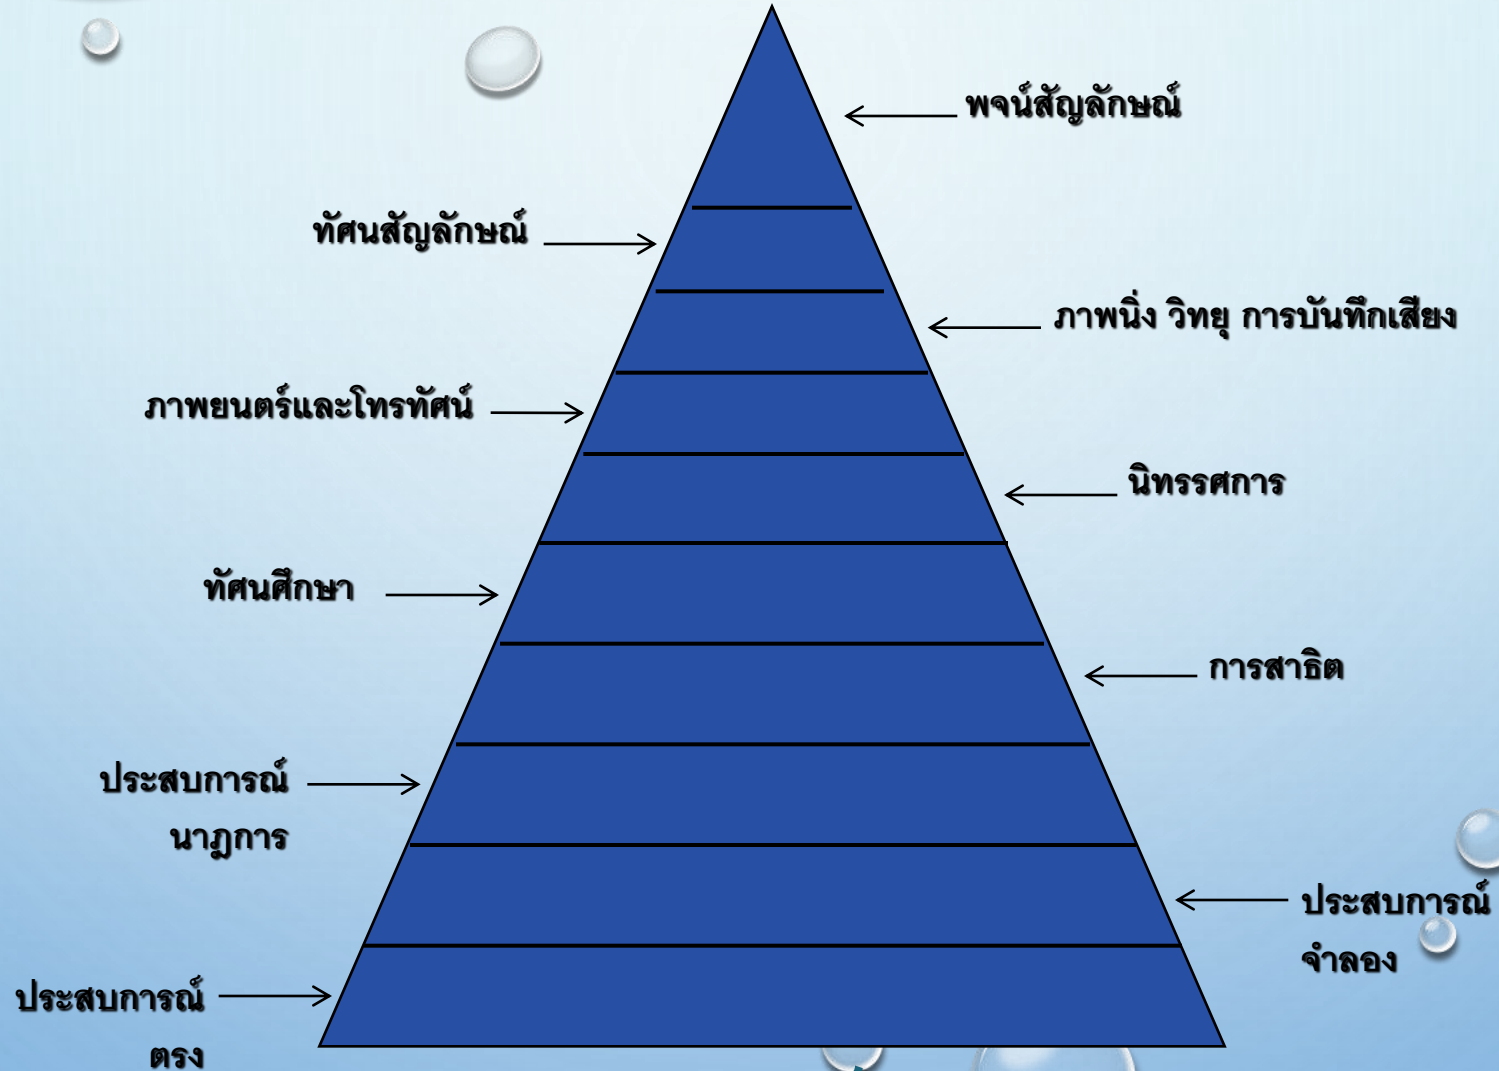 พจน์สัญลักษณ์
ทัศนสัญลักษณ์
ภาพนิ่ง วิทยุ การบันทึกเสียง
ภาพยนตร์และโทรทัศน์
นิทรรศการ
ทัศนศึกษา
การสาธิต
ประสบการณ์
นาฏการ
ประสบการณ์
จำลอง
ประสบการณ์
ตรง